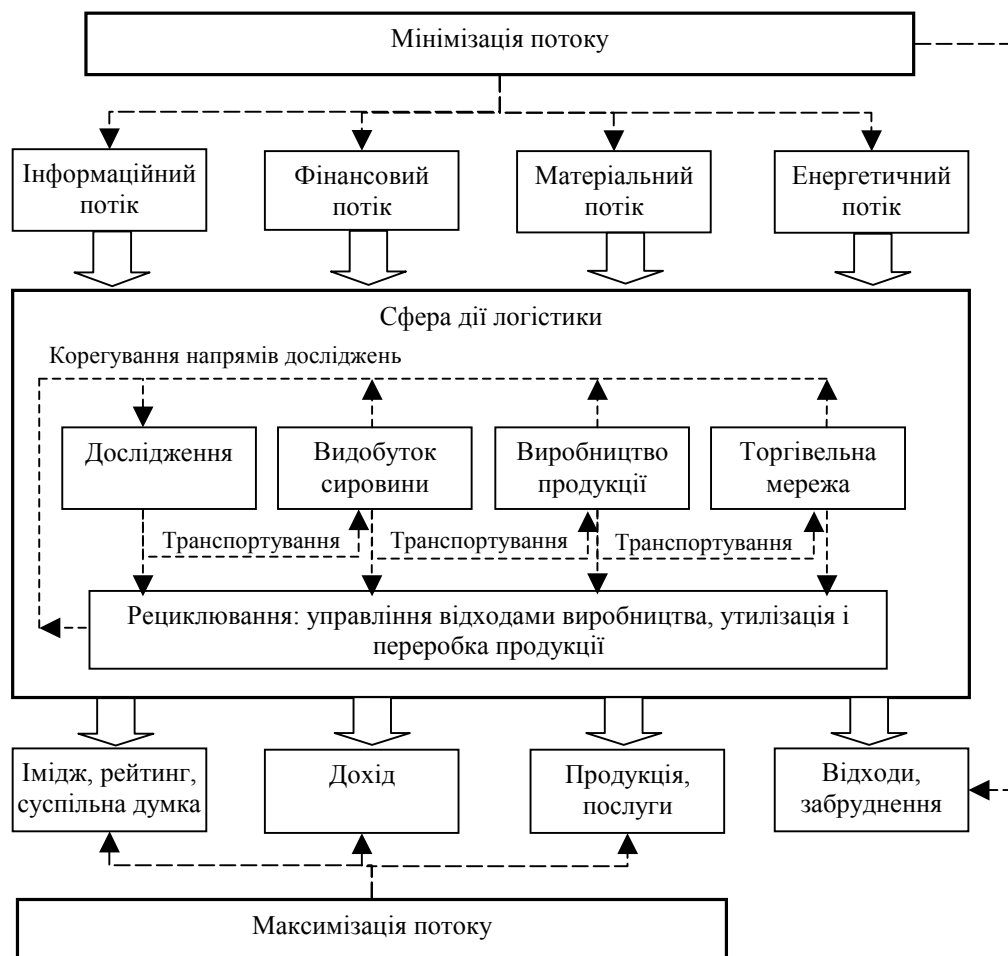 Мінімізація потоку
Інформаційний
потік
Фінансовий
потік
Матеріальний
потік
Енергетичний
потік
Сфера дії логістики
Корегування напрямів досліджень
Дослідження
Видобуток
сировини
Виробництво
продукції
Торгівельна
мережа
Транспортування
Транспортування
Транспортування
Рециклювання: управління відходами виробництва, утилізація і
переробка продукції
Імідж, рейтинг,
суспільна думка
Дохід
Продукція,
послуги
Відходи,
забруднення
Максимізація потоку